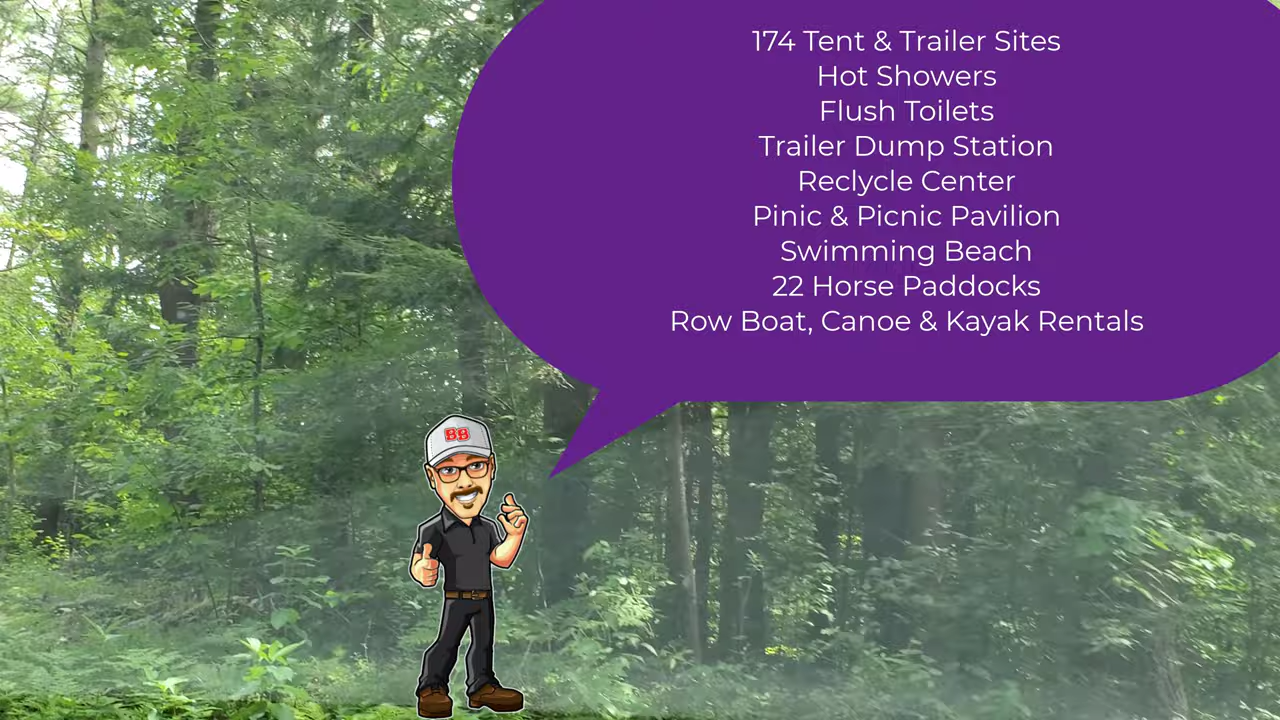 174 Tent & Trailer Sites
Hot Showers
Flush Toilets
Trailer Dump Station
Reclycle Center
Pinic & Picnic Pavilion
Swimming Beach
22 Horse Paddocks
Row Boat, Canoe & Kayak Rentals
BB